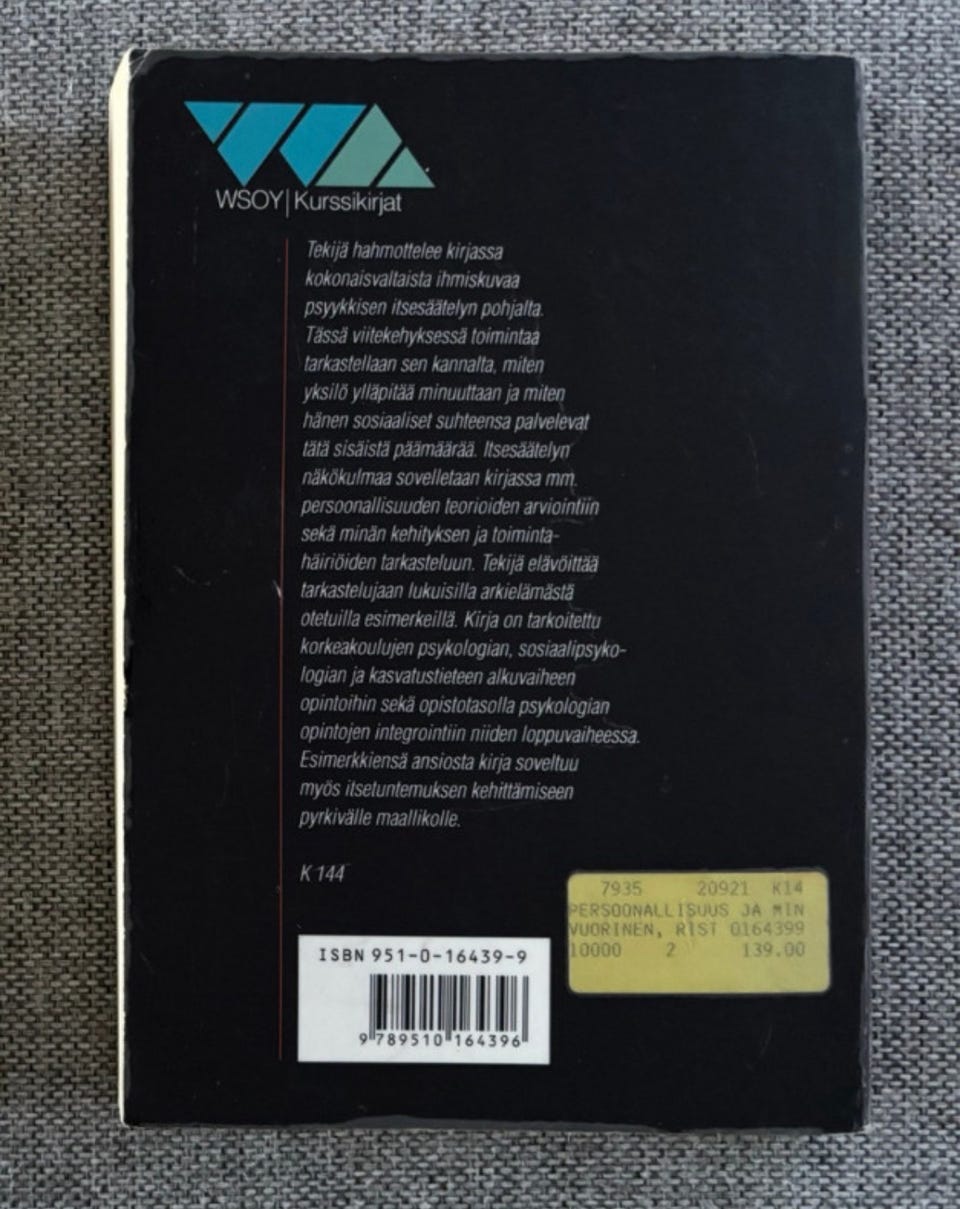 WSOY|Kurssikirjat
Tekijä hahmottelee kirjassa
kokonaisvaltaista ihmiskuvaa
psyykkisen itsesäätelyn pohjalta.
Tässä viitekehyksessä toimintaa
tarkastellaan sen kannalta, miten
yksilö ylläpitää minuuttaan ja miten
hänen sosiaaliset suhteensa palvelevat
tätä sisäistä päämäärää. Itsesäätelyn
näkökulmaa sovelletaan kirjassa mm.
persoonallisuuden teorioiden arviointiin
sekä minän kehityksen ja toiminta-
häiriöiden tarkasteluun. Tekijä elävöittää
tarkastelujaan lukuisilla arkielämästä
otetuilla esimerkeillä. Kirja on tarkoitettu
korkeakoulujen psykologian, sosiaalipsyko-
logian ja kasvatustieteen alkuvaiheen
opintoihin sekä opistotasolla psykologian
opintojen integrointiin niiden loppuvaiheessa.
Esimerkkiensä ansiosta kirja soveltuu
myös itsetuntemuksen kehittämiseen
pyrkivälle maallikolle.
K 144
7935 20921 K14
PERSOONALLISUUS JA MIN
VUORINEN, RIST 0164399
10000 2 139.00
ISBN 951-0-16439-9
9 789510 164396